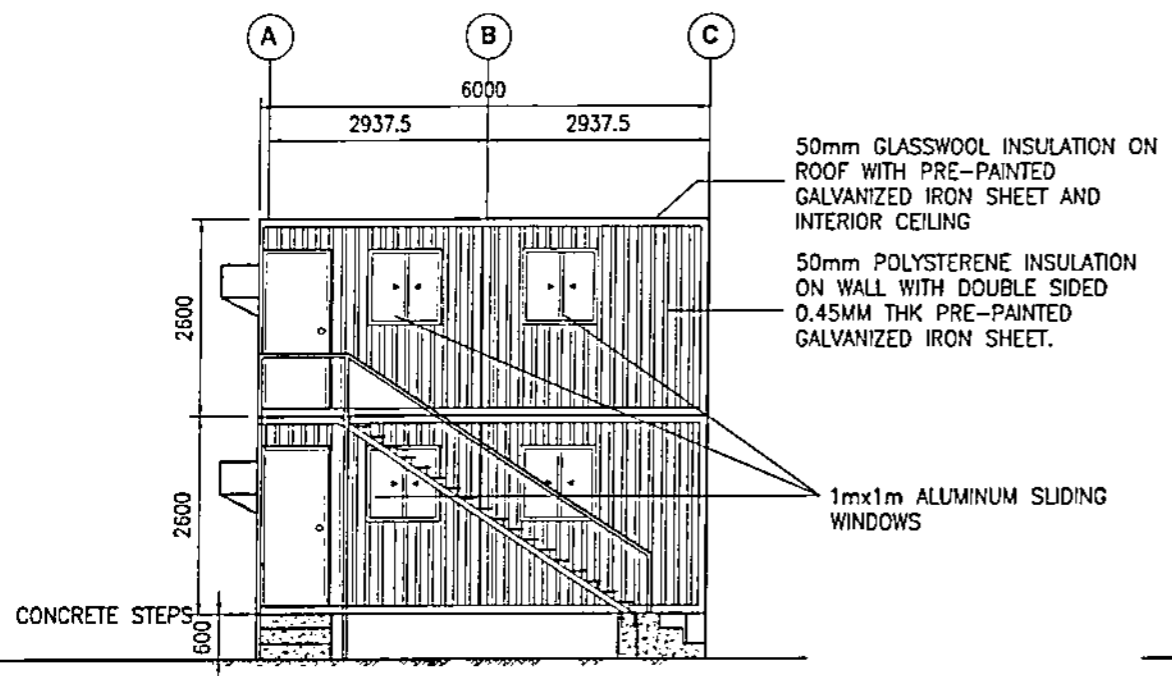 A
B
C
6000
2937.5
2937.5
50mm GLASSWOOL INSULATION ON
ROOF WITH PRE-PAINTED
GALVANIZED IRON SHEET AND
INTERIOR CEILING
50mm POLYSTERENE INSULATION
ON WALL WITH DOUBLE SIDED
0.45MM THK PRE-PAINTED
GALVANIZED IRON SHEET.
2600
2600
1mx1m ALUMINUM SLIDING
WINDOWS
CONCRETE STEPS
600